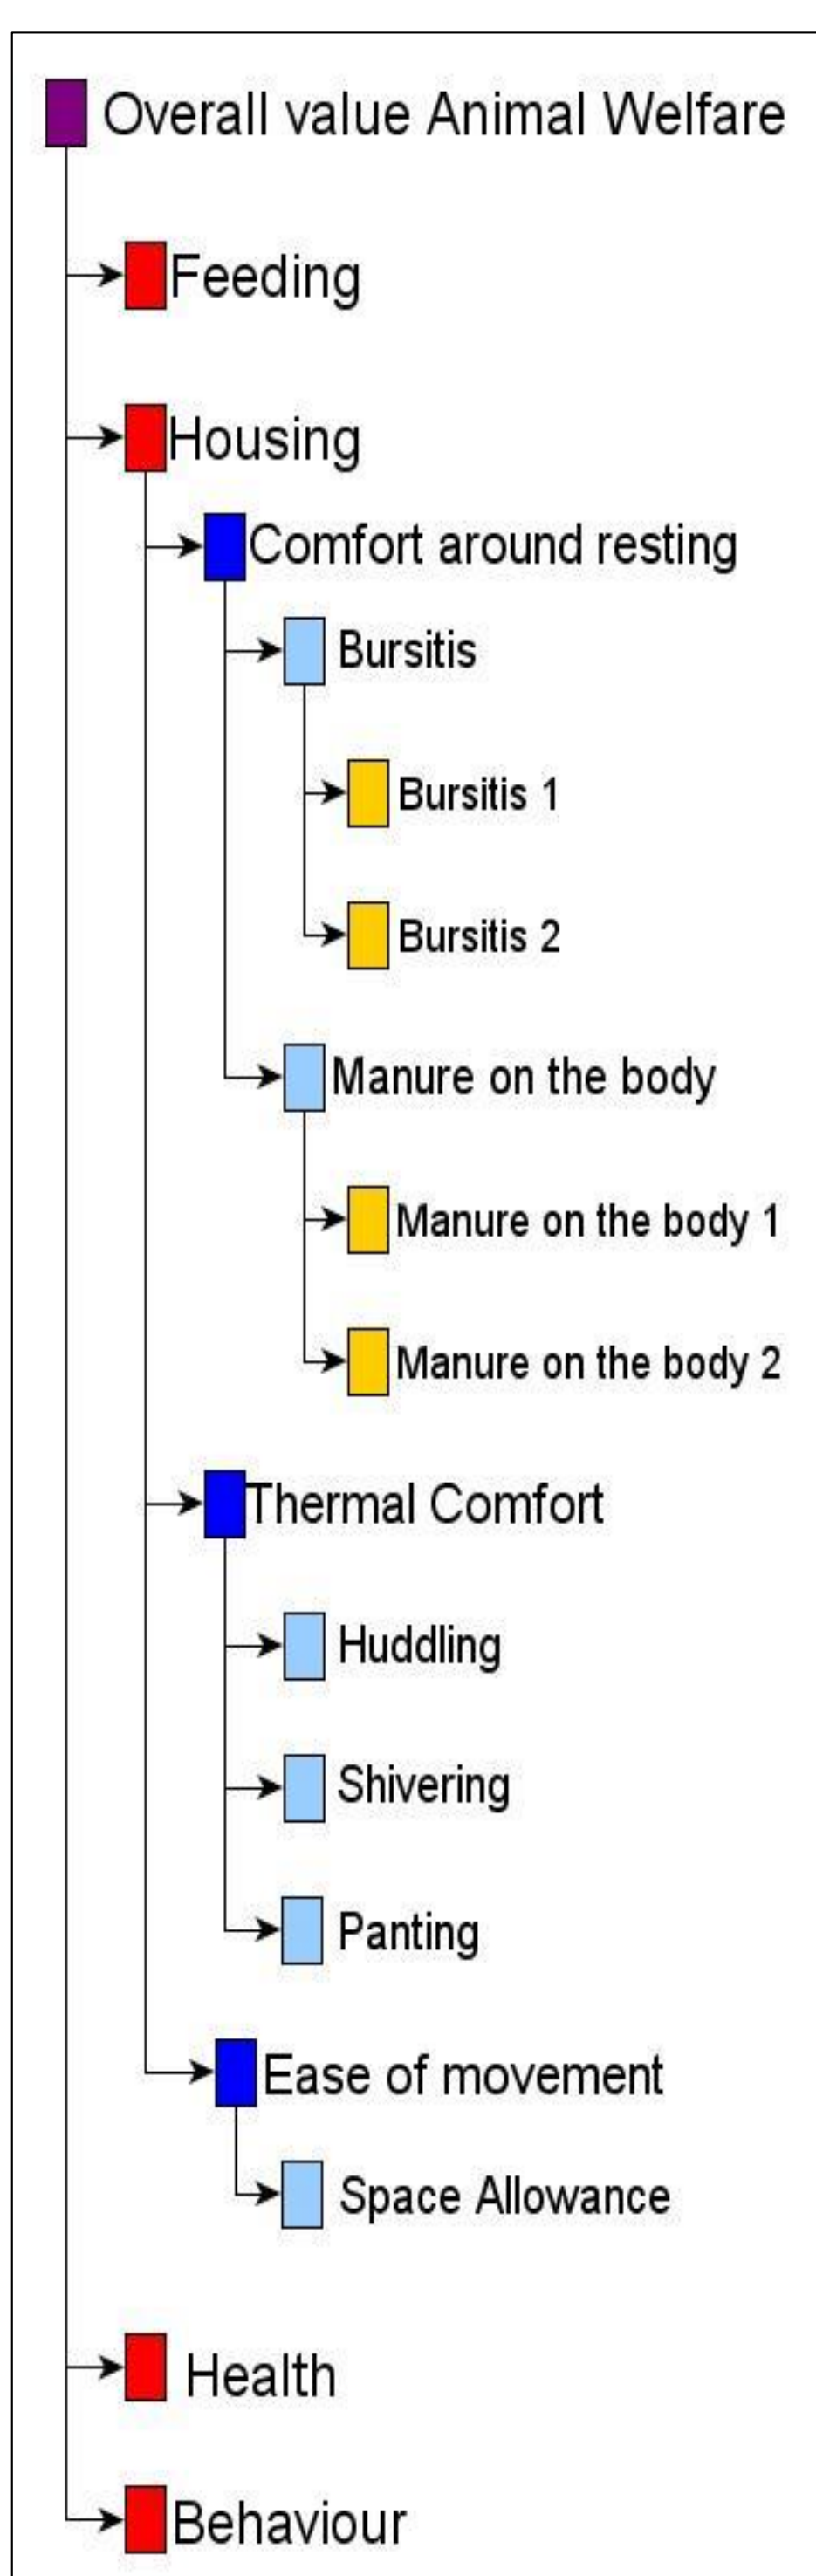 Overall value Animal Welfare
Feeding
Housing
Comfort around resting
Bursitis
Bursitis 1
Bursitis 2
Manure on the body
Manure on the body 1
Manure on the body 2
Thermal Comfort
Huddling
Shivering
Panting
Ease of movement
Space Allowance
Health
Behaviour